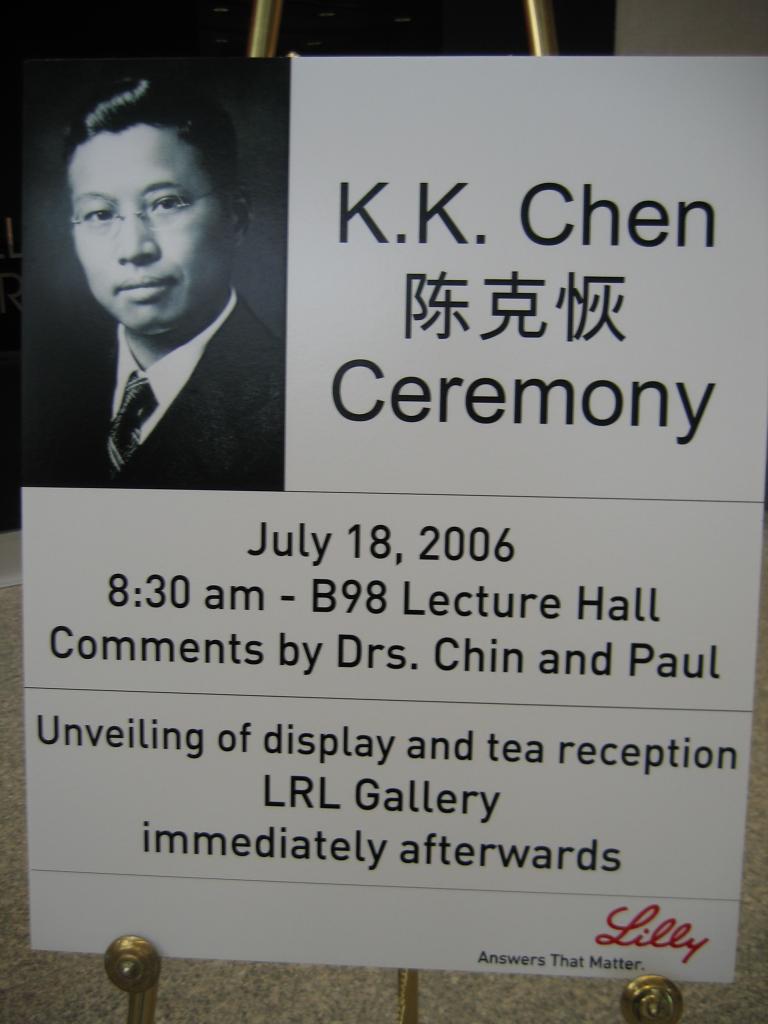 K.K. Chen
陈克恢
Ceremony
July 18, 2006
8:30 am - B98 Lecture Hall
Comments by Drs. Chin and Paul
Unveiling of display and tea reception
LRL Gallery
immediately afterwards
Lilly
Answers That Matter.